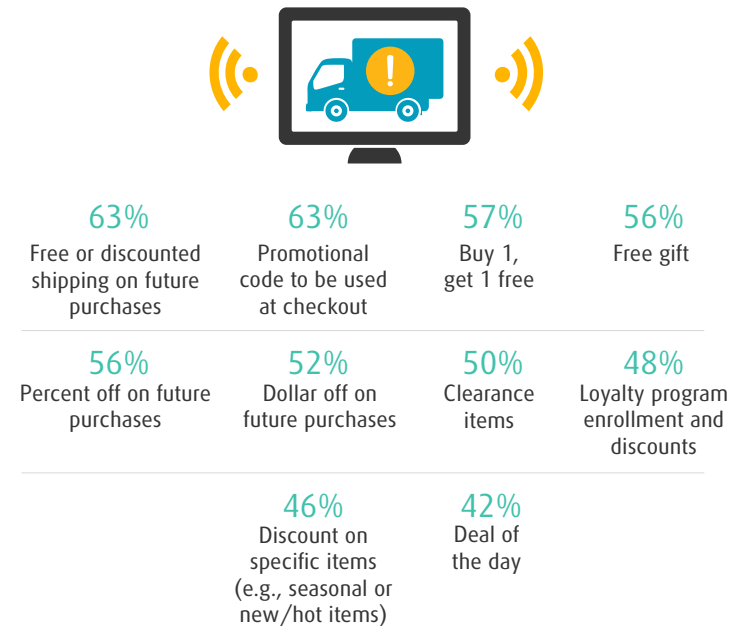 !
63%
Free or discounted
shipping on future
purchases
63%
Promotional
code to be used
at checkout
57%
Buy 1,
get 1 free
56%
Free gift
56%
Percent off on future
purchases
52%
Dollar off on
future purchases
50%
Clearance
items
48%
Loyalty program
enrollment and
discounts
46%
Discount on
specific items
(e.g., seasonal or
new/hot items)
42%
Deal of
the day